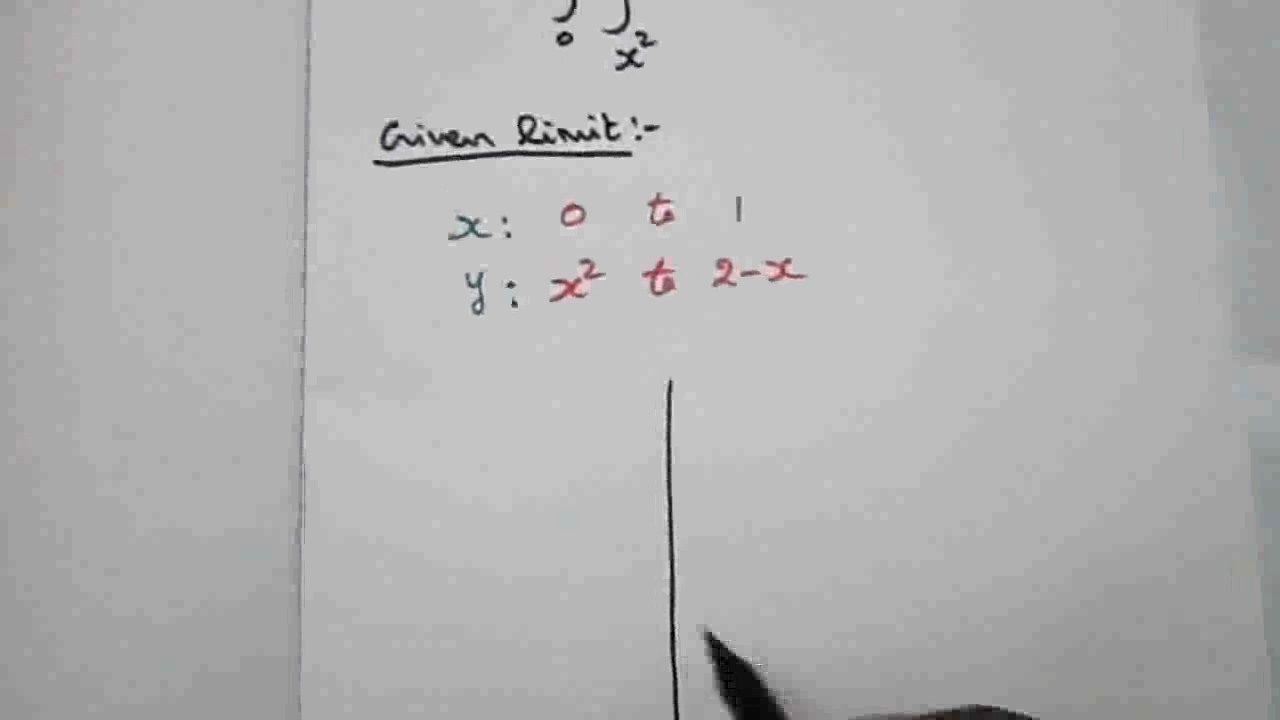 ∫ ∫
0 x²
Given limit:-
x: 0 to 1
y: x² to 2-x